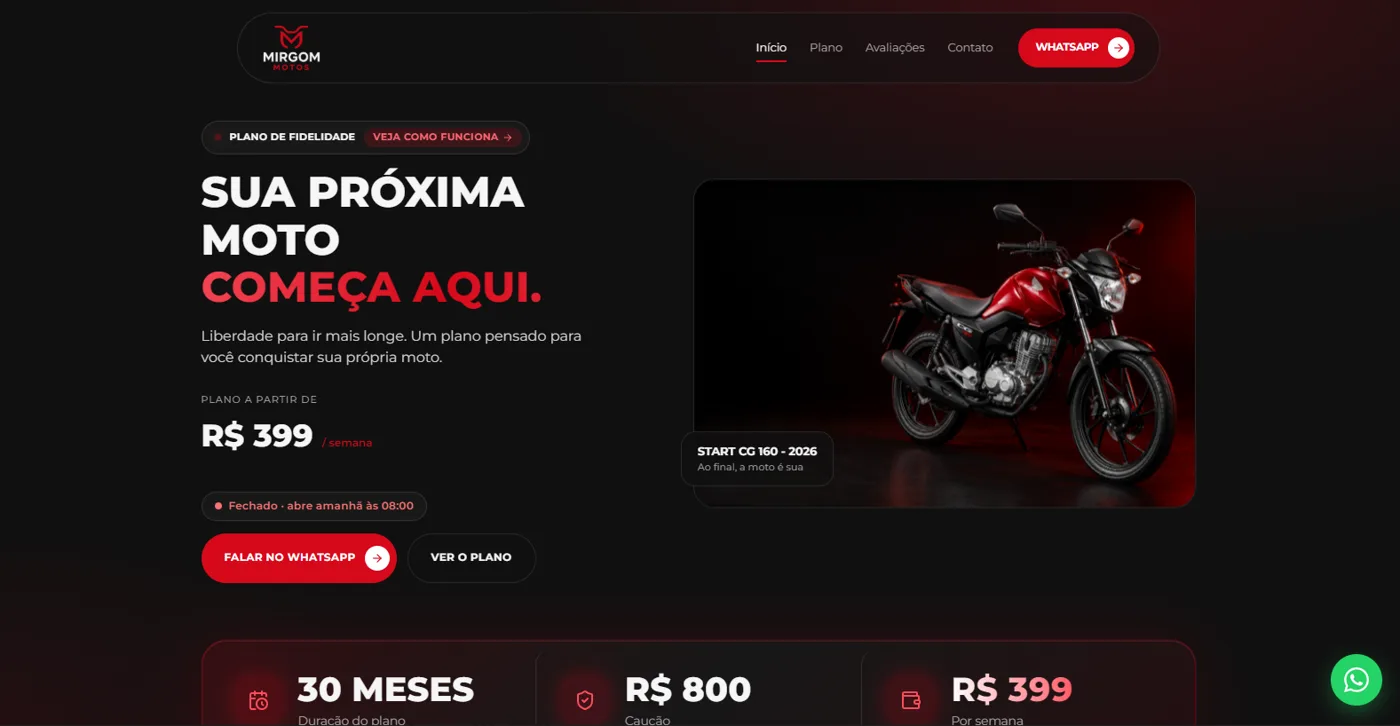 MIRGOM
MOTOS
Início
Plano
Avaliações
Contato
WHATSAPP
PLANO DE FIDELIDADE VEJA COMO FUNCIONA →
SUA PRÓXIMA
MOTO
COMEÇA AQUI.
Liberdade para ir mais longe. Um plano pensado para
você conquistar sua própria moto.
PLANO A PARTIR DE
R$ 399 / semana
START CG 160 - 2026
Ao final, a moto é sua
Fechado · abre amanhã às 08:00
FALAR NO WHATSAPP
VER O PLANO
30 MESES
Duração do plano
R$ 800
Caução
R$ 399
Por semana